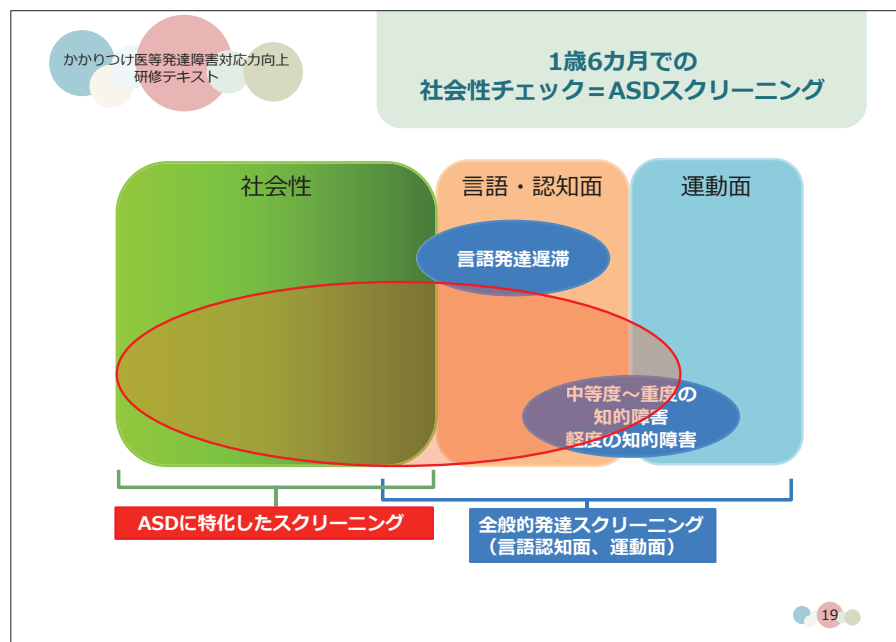 かかりつけ医等発達障害対応力向上
研修テキスト
1歳6カ月での
社会性チェック＝ASDスクリーニング
社会性
言語・認知面
運動面
言語発達遅滞
中等度～重度の
知的障害
軽度の知的障害
ASDに特化したスクリーニング
全般的発達スクリーニング
（言語認知面、運動面）
19